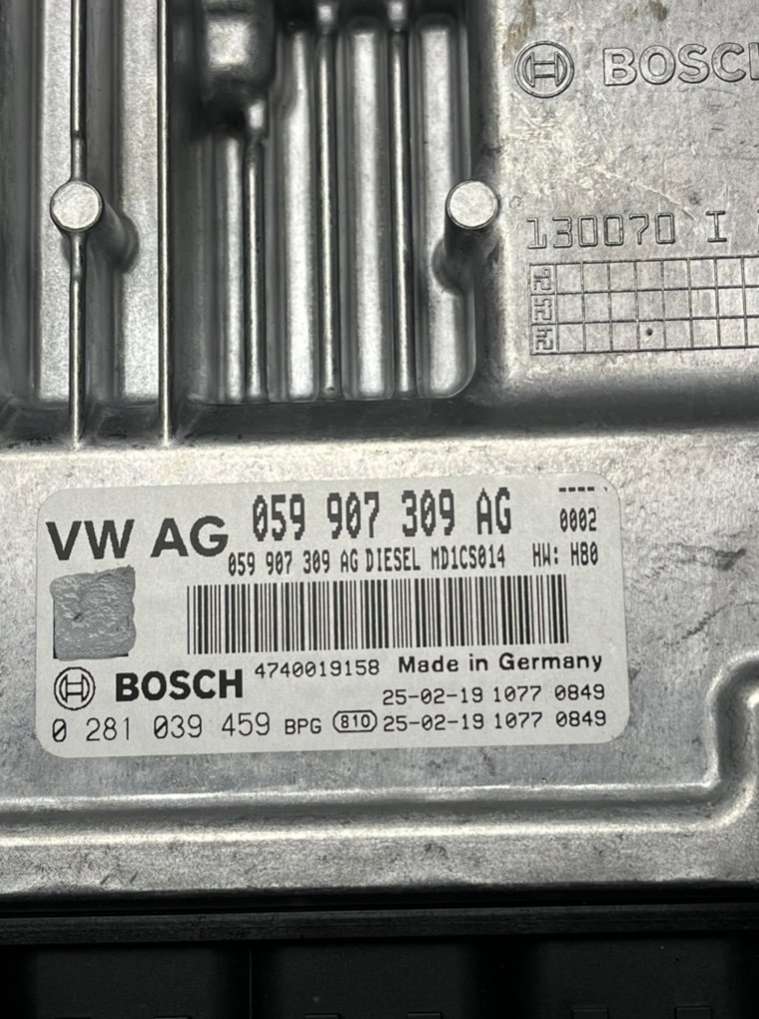 BOSCH
130070 I
VW AG 059 907 309 AG
---- 0002
059 907 309 AG DIESEL MD1CS014 HW: H80
BOSCH 4740019158 Made in Germany
25-02-19 1077 0849
0 281 039 459 BPG 810 25-02-19 1077 0849